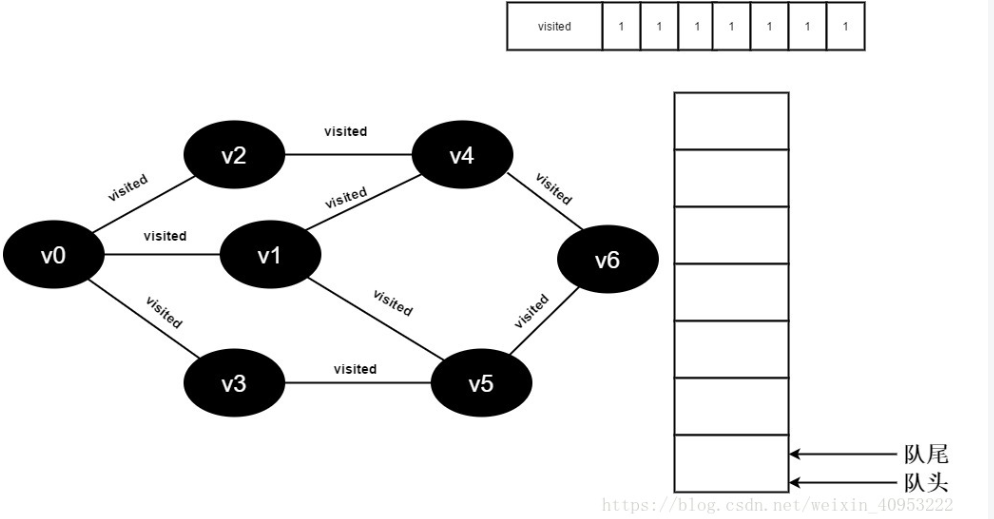 visited 1 1 1 1 1 1 1
visited
v2
v4
visited
visited
visited
visited
v0
v1
v6
visited
visited
visited
visited
v3
v5
队尾
队头
https://blog.csdn.net/weixin_40953222